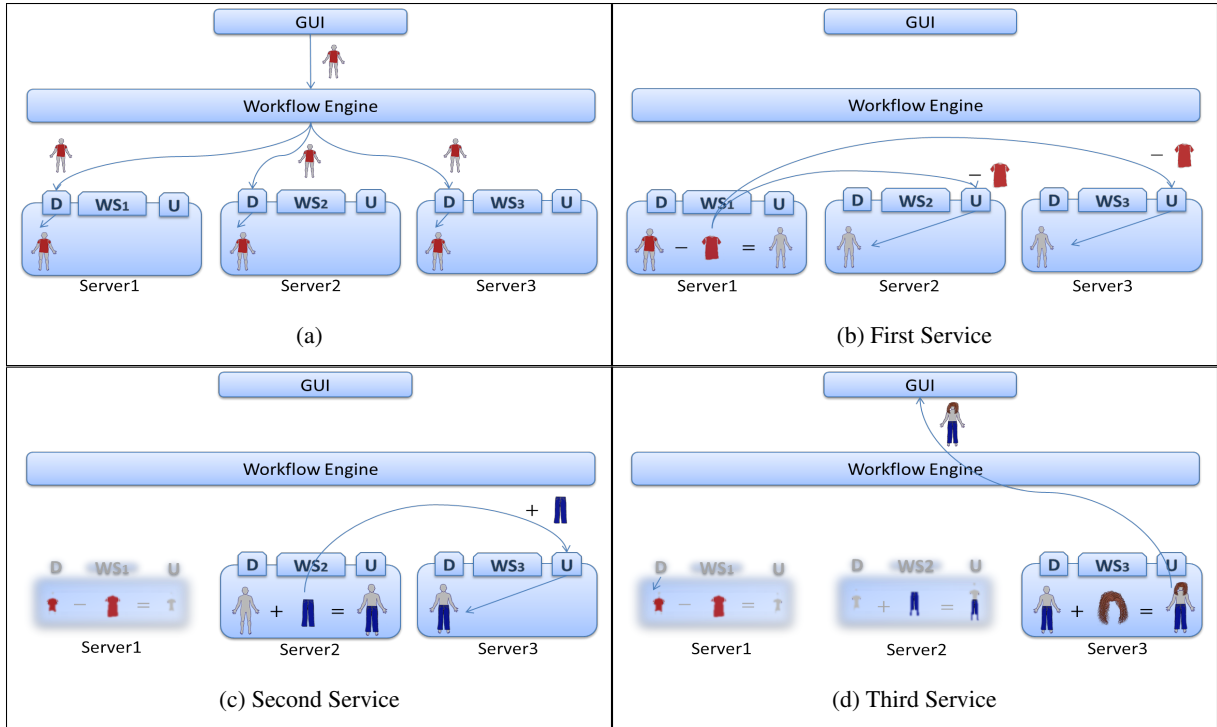 GUI
Workflow Engine
D WS1 U D WS2 U D WS3 U
Server1 Server2 Server3
(a)
GUI
Workflow Engine
− −
D WS1 U D WS2 U D WS3 U
− =
Server1 Server2 Server3
(b) First Service
GUI
Workflow Engine
+
D WS1 U D WS2 U D WS3 U
− = + =
Server1 Server2 Server3
(c) Second Service
GUI
Workflow Engine
D WS1 U D WS2 U D WS3 U
− = + = + =
Server1 Server2 Server3
(d) Third Service